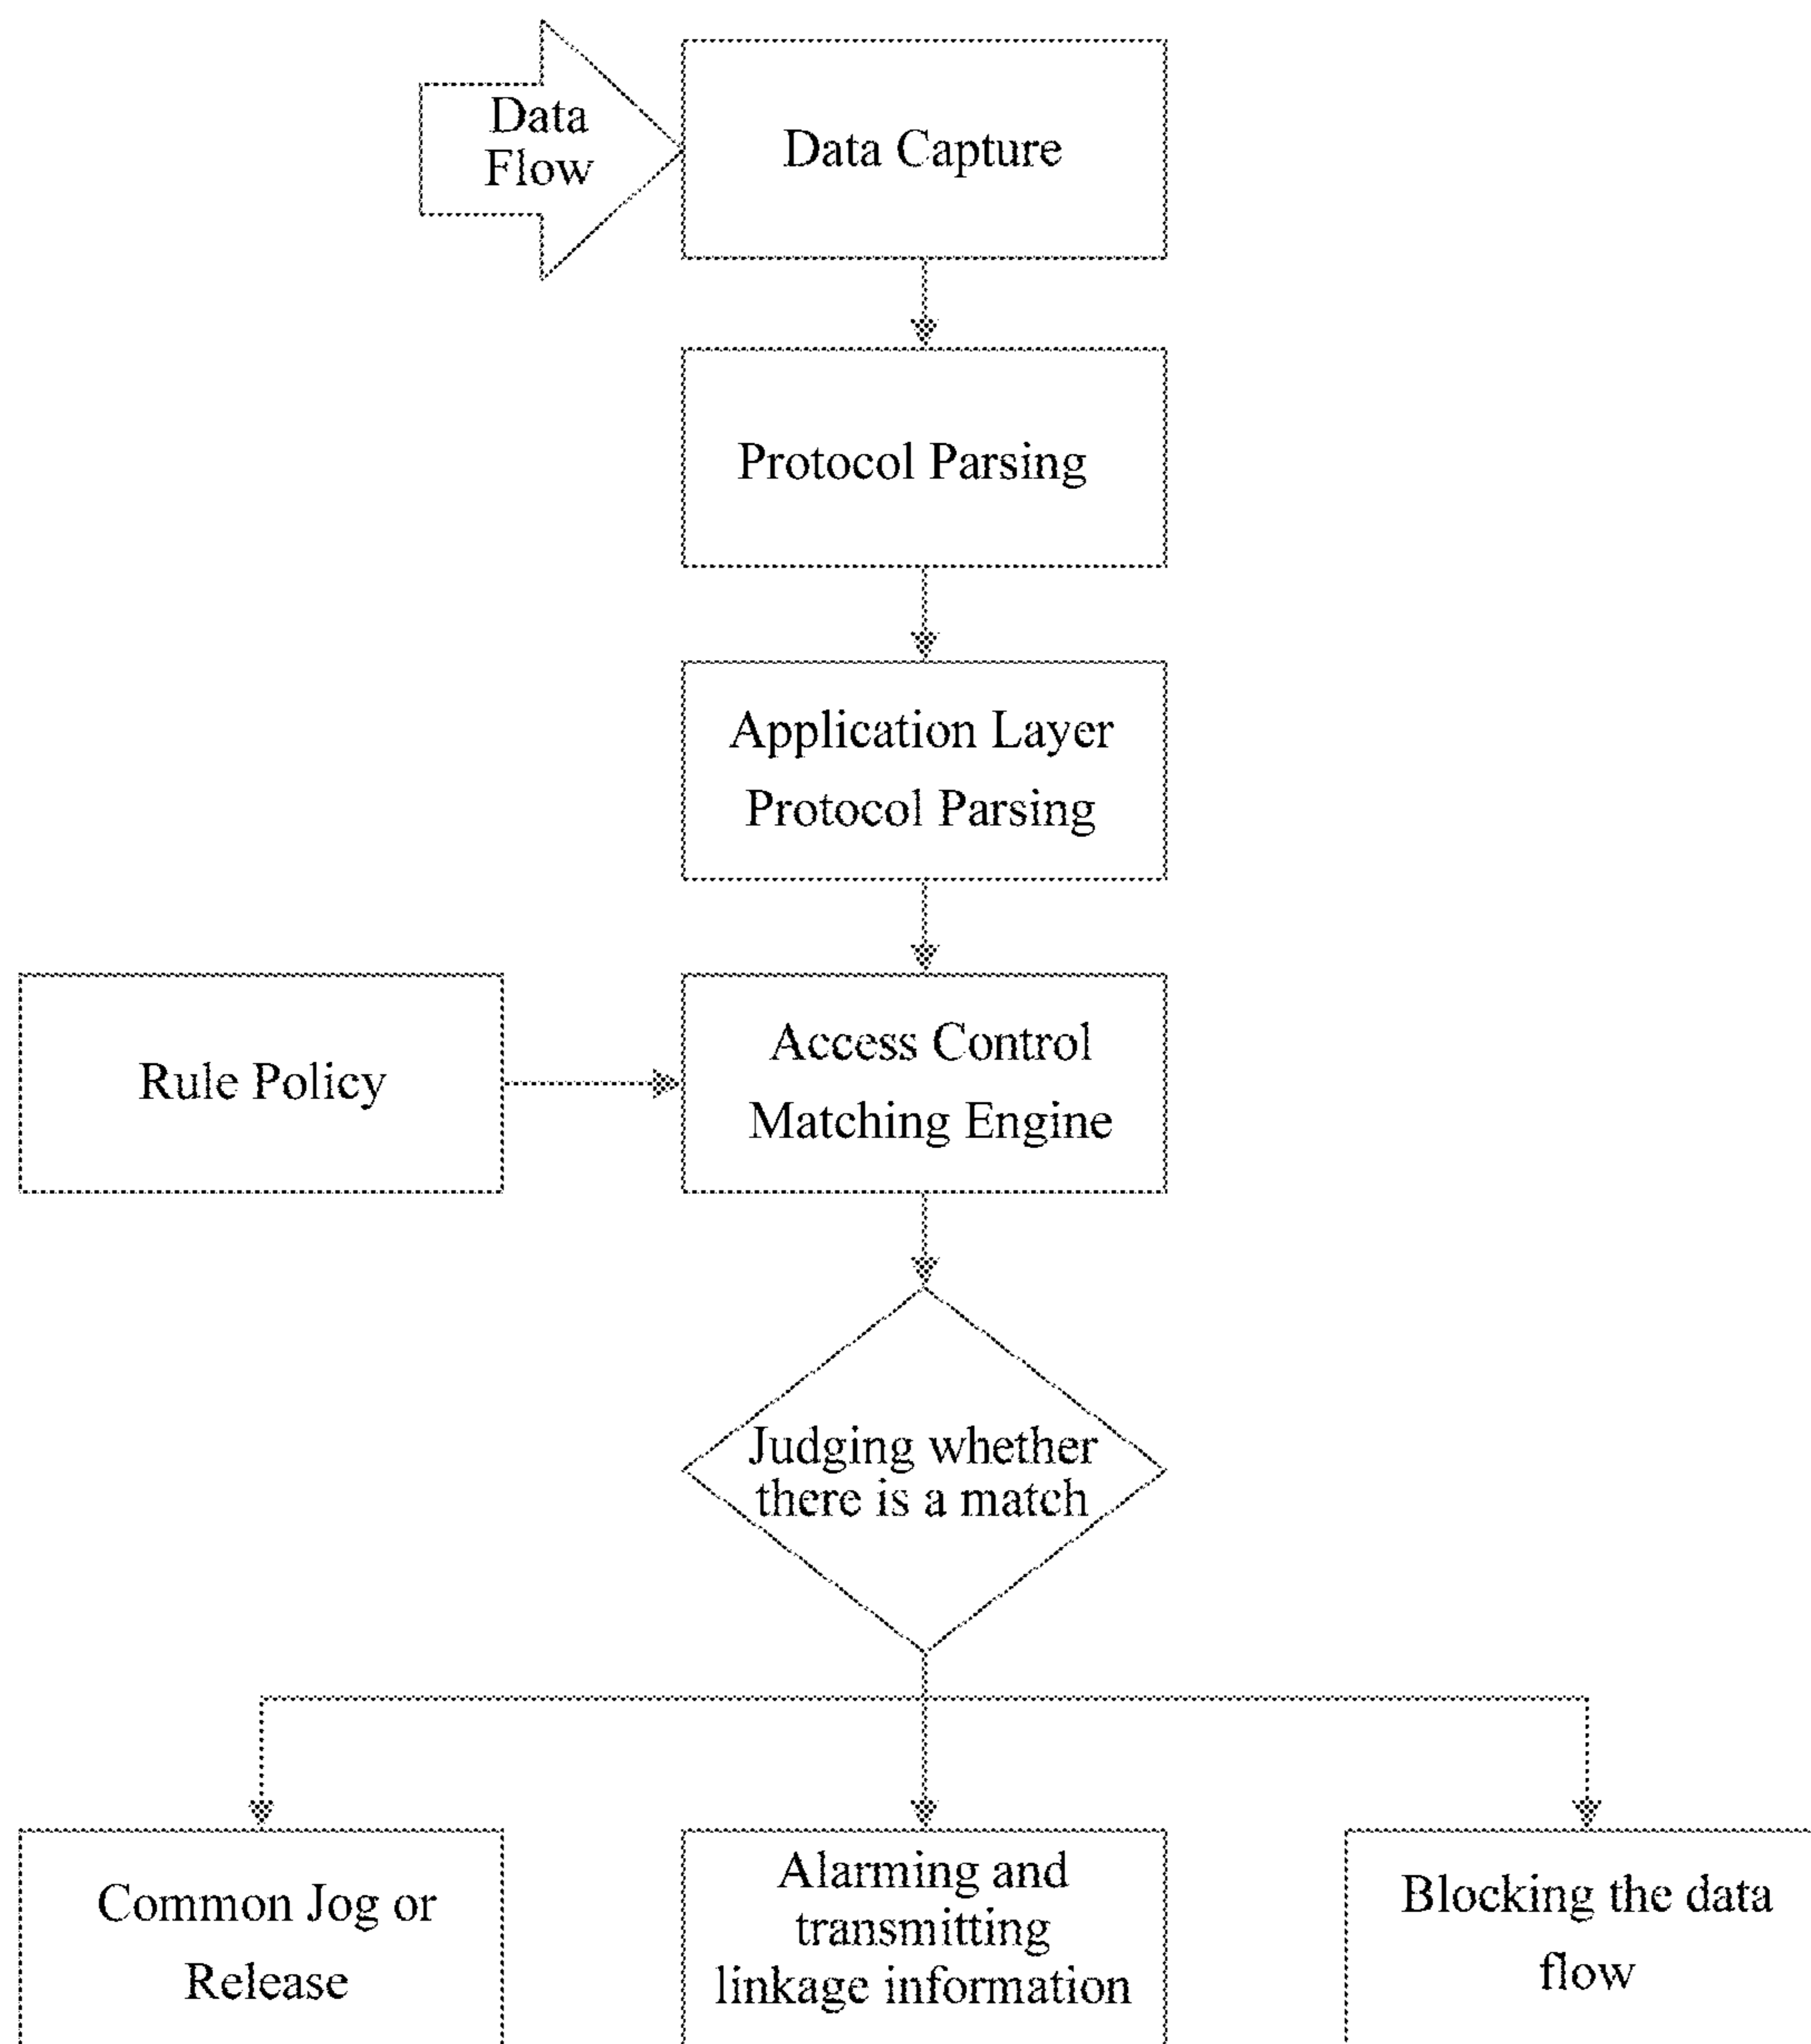 Data
Flow
Data Capture
Protocol Parsing
Application Layer
Protocol Parsing
Rule Policy
Access Control
Matching Engine
Judging whether
there is a match
Common Jog or
Release
Alarming and
transmitting
linkage information
Blocking the data
flow